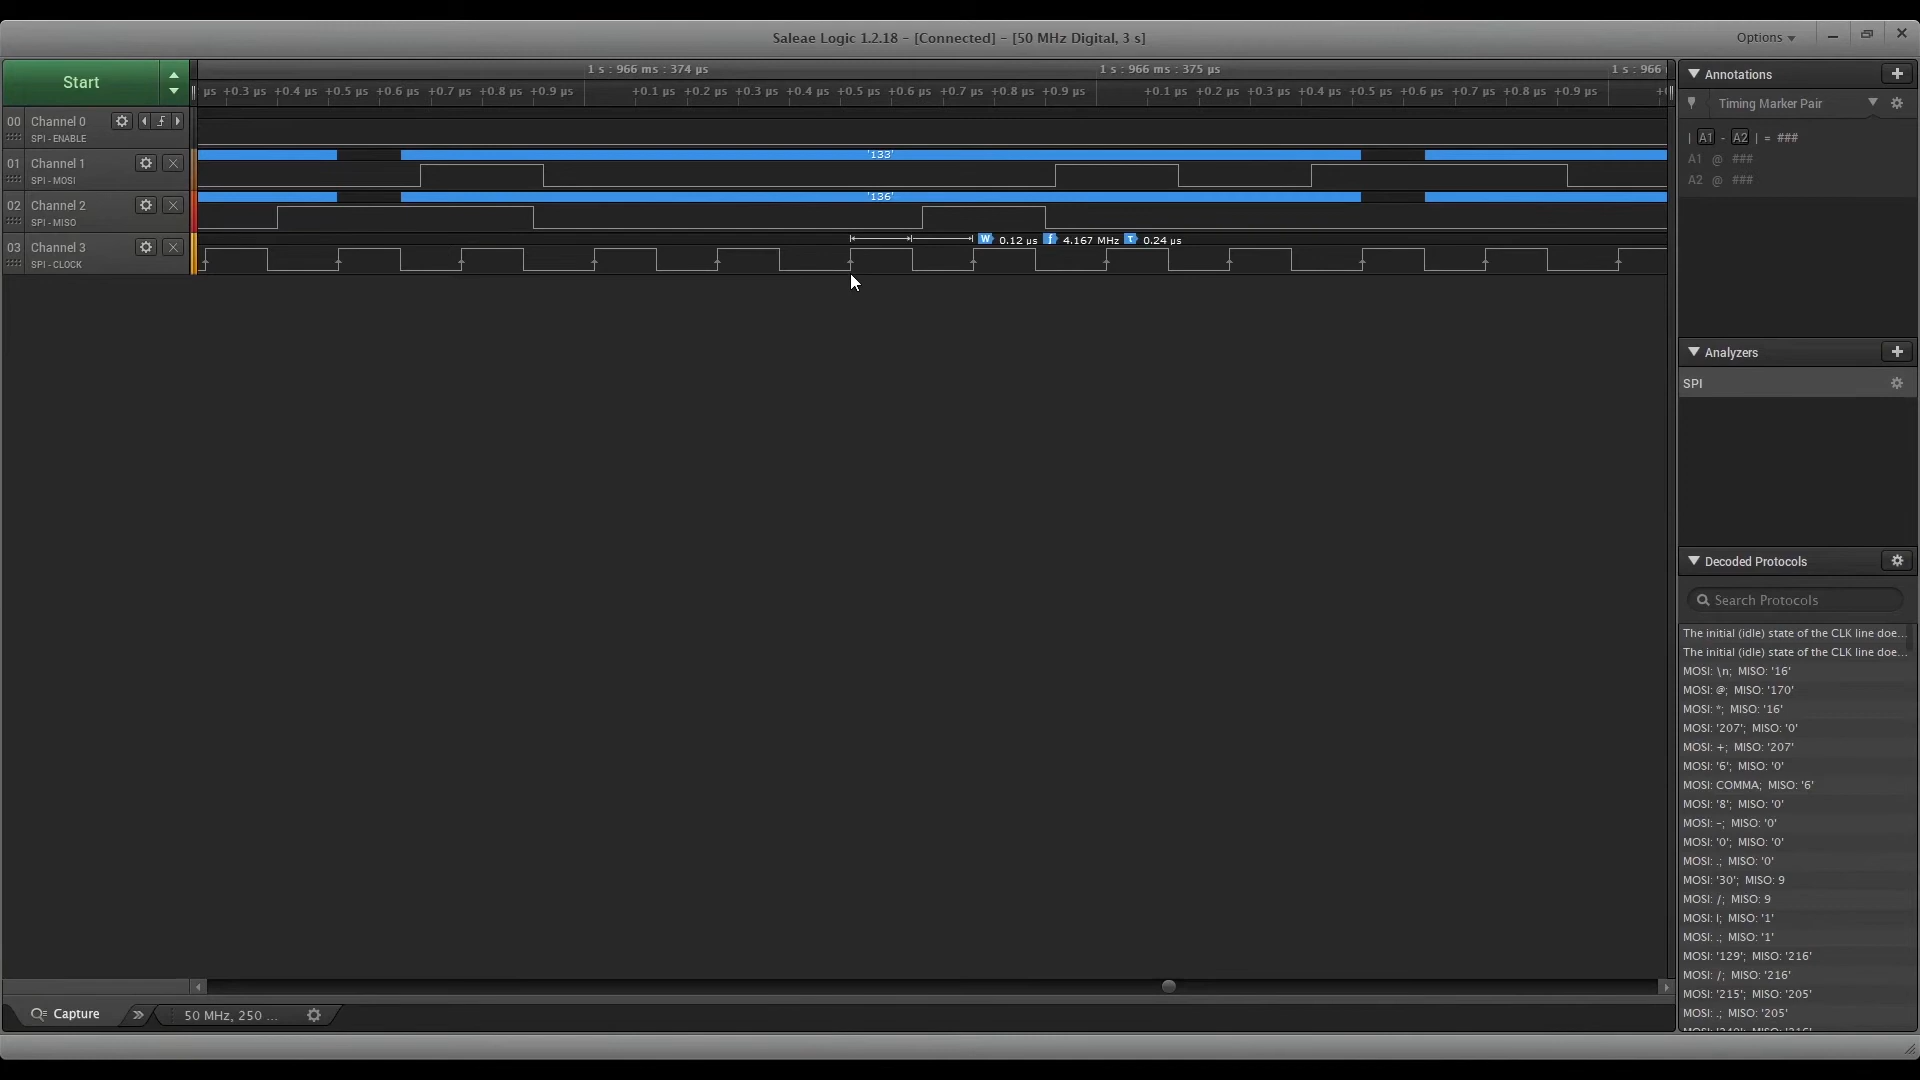 Saleae Logic 1.2.18 - [Connected] - [50 MHz Digital, 3 s]
Options
Start
1 s : 966 ms : 374 µs 1 s : 966 ms : 375 µs 1 s : 966
µs +0.3 µs +0.4 µs +0.5 µs +0.6 µs +0.7 µs +0.8 µs +0.9 µs +0.1 µs +0.2 µs +0.3 µs +0.4 µs +0.5 µs +0.6 µs +0.7 µs +0.8 µs +0.9 µs +0.1 µs +0.2 µs +0.3 µs +0.4 µs +0.5 µs +0.6 µs +0.7 µs +0.8 µs +0.9 µs
00 Channel 0
SPI - ENABLE
01 Channel 1
SPI - MOSI
'133'
02 Channel 2
SPI - MISO
'136'
03 Channel 3
SPI - CLOCK
W 0.12 µs f 4.167 MHz T 0.24 µs
Annotations
Timing Marker Pair
| A1 - A2 | = ###
A1 @ ###
A2 @ ###
Analyzers
SPI
Decoded Protocols
Search Protocols
The initial (idle) state of the CLK line doe...
The initial (idle) state of the CLK line doe...
MOSI: \n; MISO: '16'
MOSI: @; MISO: '170'
MOSI: *; MISO: '16'
MOSI: '207'; MISO: '0'
MOSI: +; MISO: '207'
MOSI: '6'; MISO: '0'
MOSI: COMMA; MISO: '6'
MOSI: '8'; MISO: '0'
MOSI: -; MISO: '0'
MOSI: '0'; MISO: '0'
MOSI: .; MISO: '0'
MOSI: '30'; MISO: 9
MOSI: /; MISO: 9
MOSI: I; MISO: '1'
MOSI: .; MISO: '1'
MOSI: '129'; MISO: '216'
MOSI: /; MISO: '216'
MOSI: '215'; MISO: '205'
MOSI: .; MISO: '205'
Capture
50 MHz, 250 ...